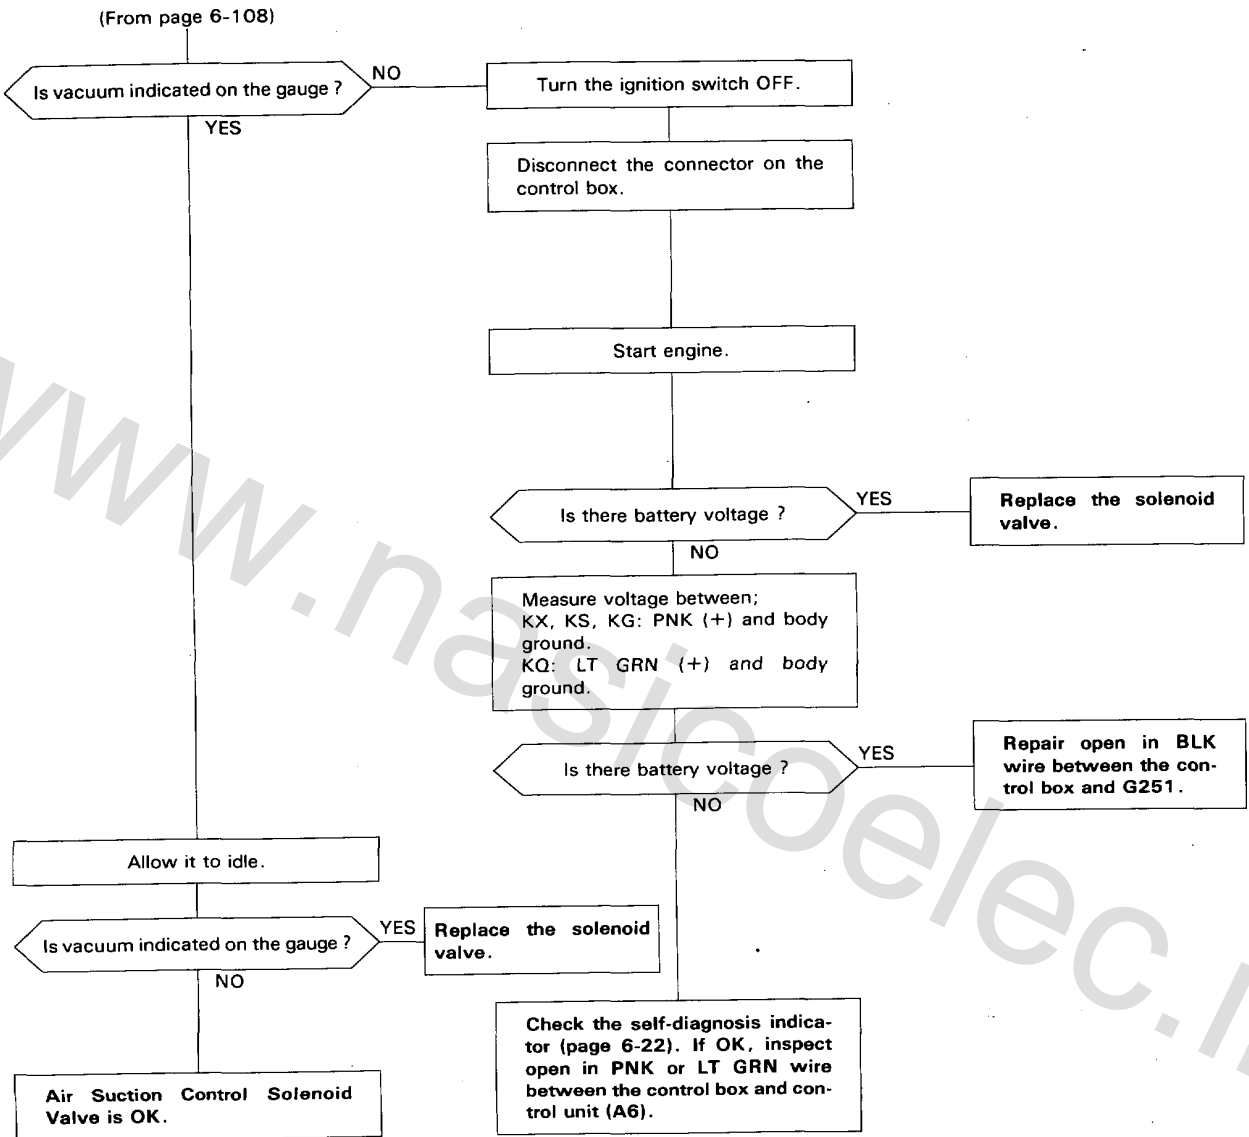 (From page 6-108)
Is vacuum indicated on the gauge ?
NO
YES
Turn the ignition switch OFF.
Disconnect the connector on the
control box.
Start engine.
Is there battery voltage ?
YES
NO
Replace the solenoid
valve.
Measure voltage between;
KX, KS, KG: PNK (+) and body
ground.
KQ: LT GRN (+) and body
ground.
Is there battery voltage ?
YES
NO
Repair open in BLK
wire between the con-
trol box and G251.
Allow it to idle.
Is vacuum indicated on the gauge ?
YES
NO
Replace the solenoid
valve.
Check the self-diagnosis indica-
tor (page 6-22). If OK, inspect
open in PNK or LT GRN wire
between the control box and con-
trol unit (A6).
Air Suction Control Solenoid
Valve is OK.
www.nasicoelec.